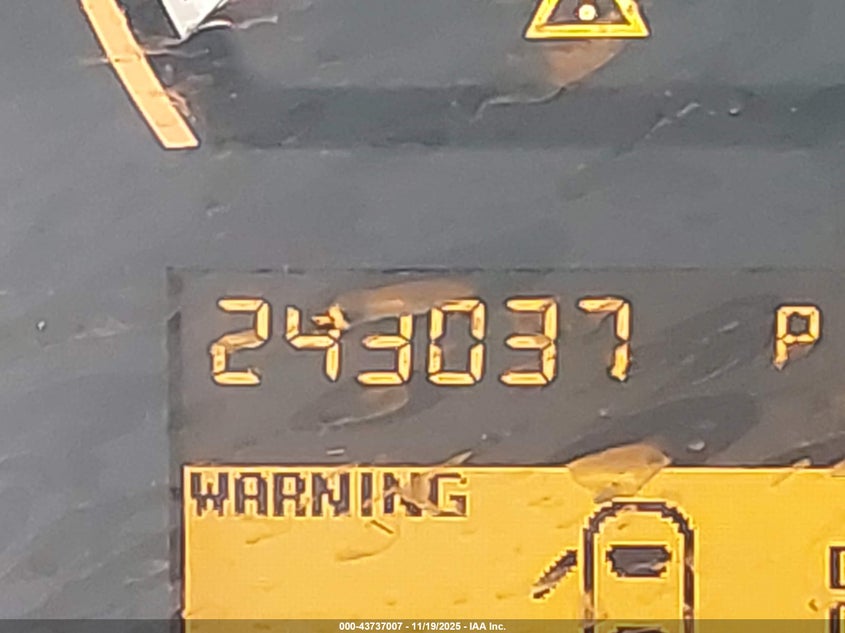 243037 P
WARNING
000-43737007 - 11/19/2025 - IAA Inc.